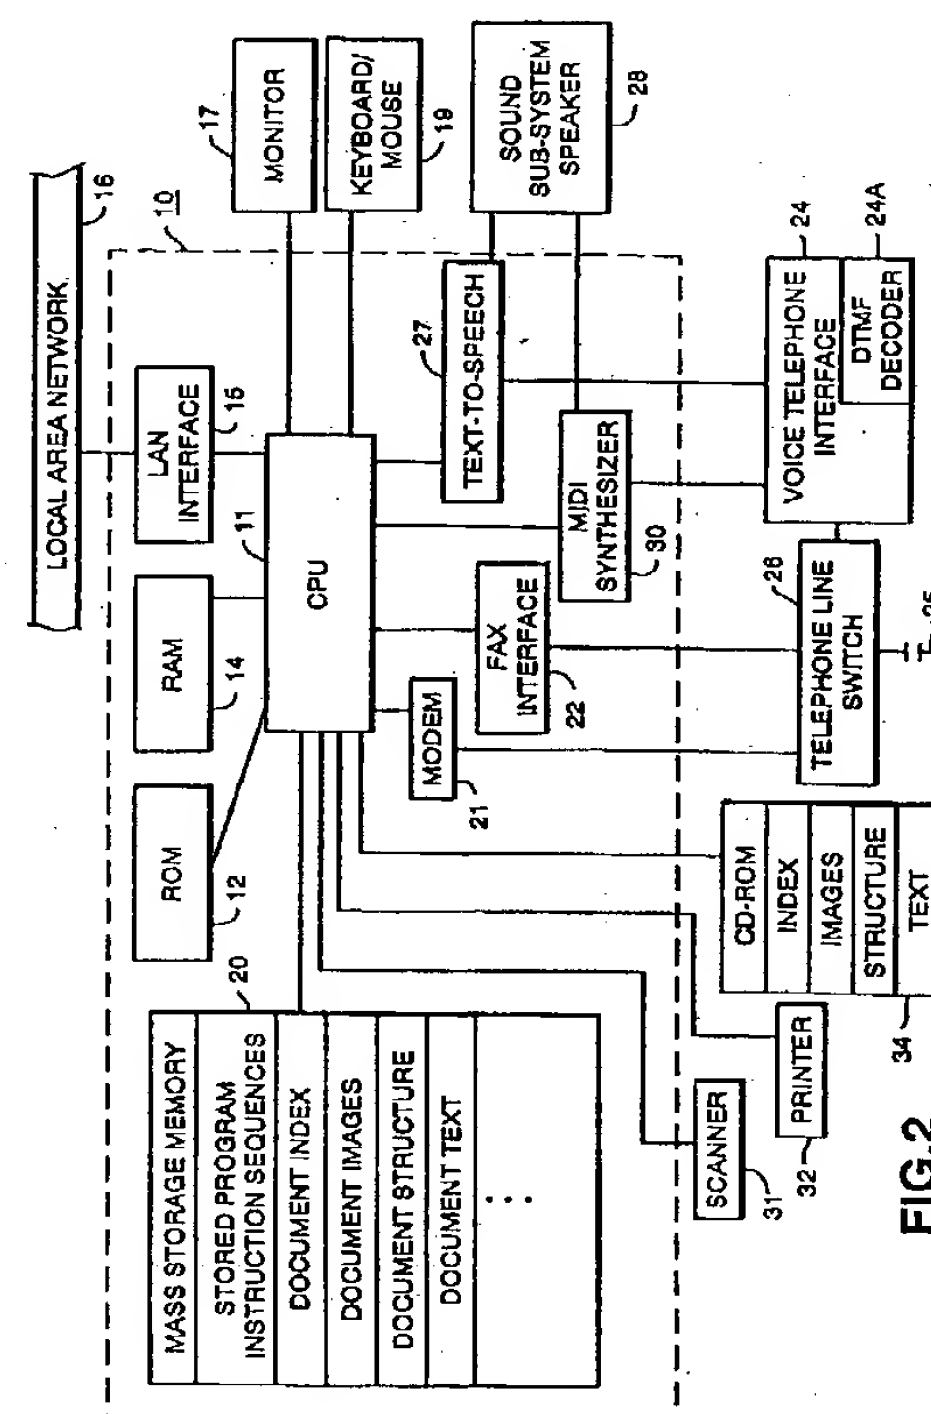 LOCAL AREA NETWORK
16
10
17
MONITOR
KEYBOARD/
MOUSE
19
SOUND
SUB-SYSTEM
SPEAKER
28
ROM
12
RAM
14
LAN
INTERFACE
15
11
CPU
27
TEXT-TO-SPEECH
MIDI
SYNTHESIZER
30
FAX
INTERFACE
22
MODEM
21
MASS STORAGE MEMORY
20
STORED PROGRAM
INSTRUCTION SEQUENCES
DOCUMENT INDEX
DOCUMENT IMAGES
DOCUMENT STRUCTURE
DOCUMENT TEXT
...
VOICE TELEPHONE
INTERFACE
24
DTMF
DECODER
24A
26
TELEPHONE LINE
SWITCH
CD-ROM
INDEX
IMAGES
STRUCTURE
TEXT
34
SCANNER
31
PRINTER
32
FIG.2